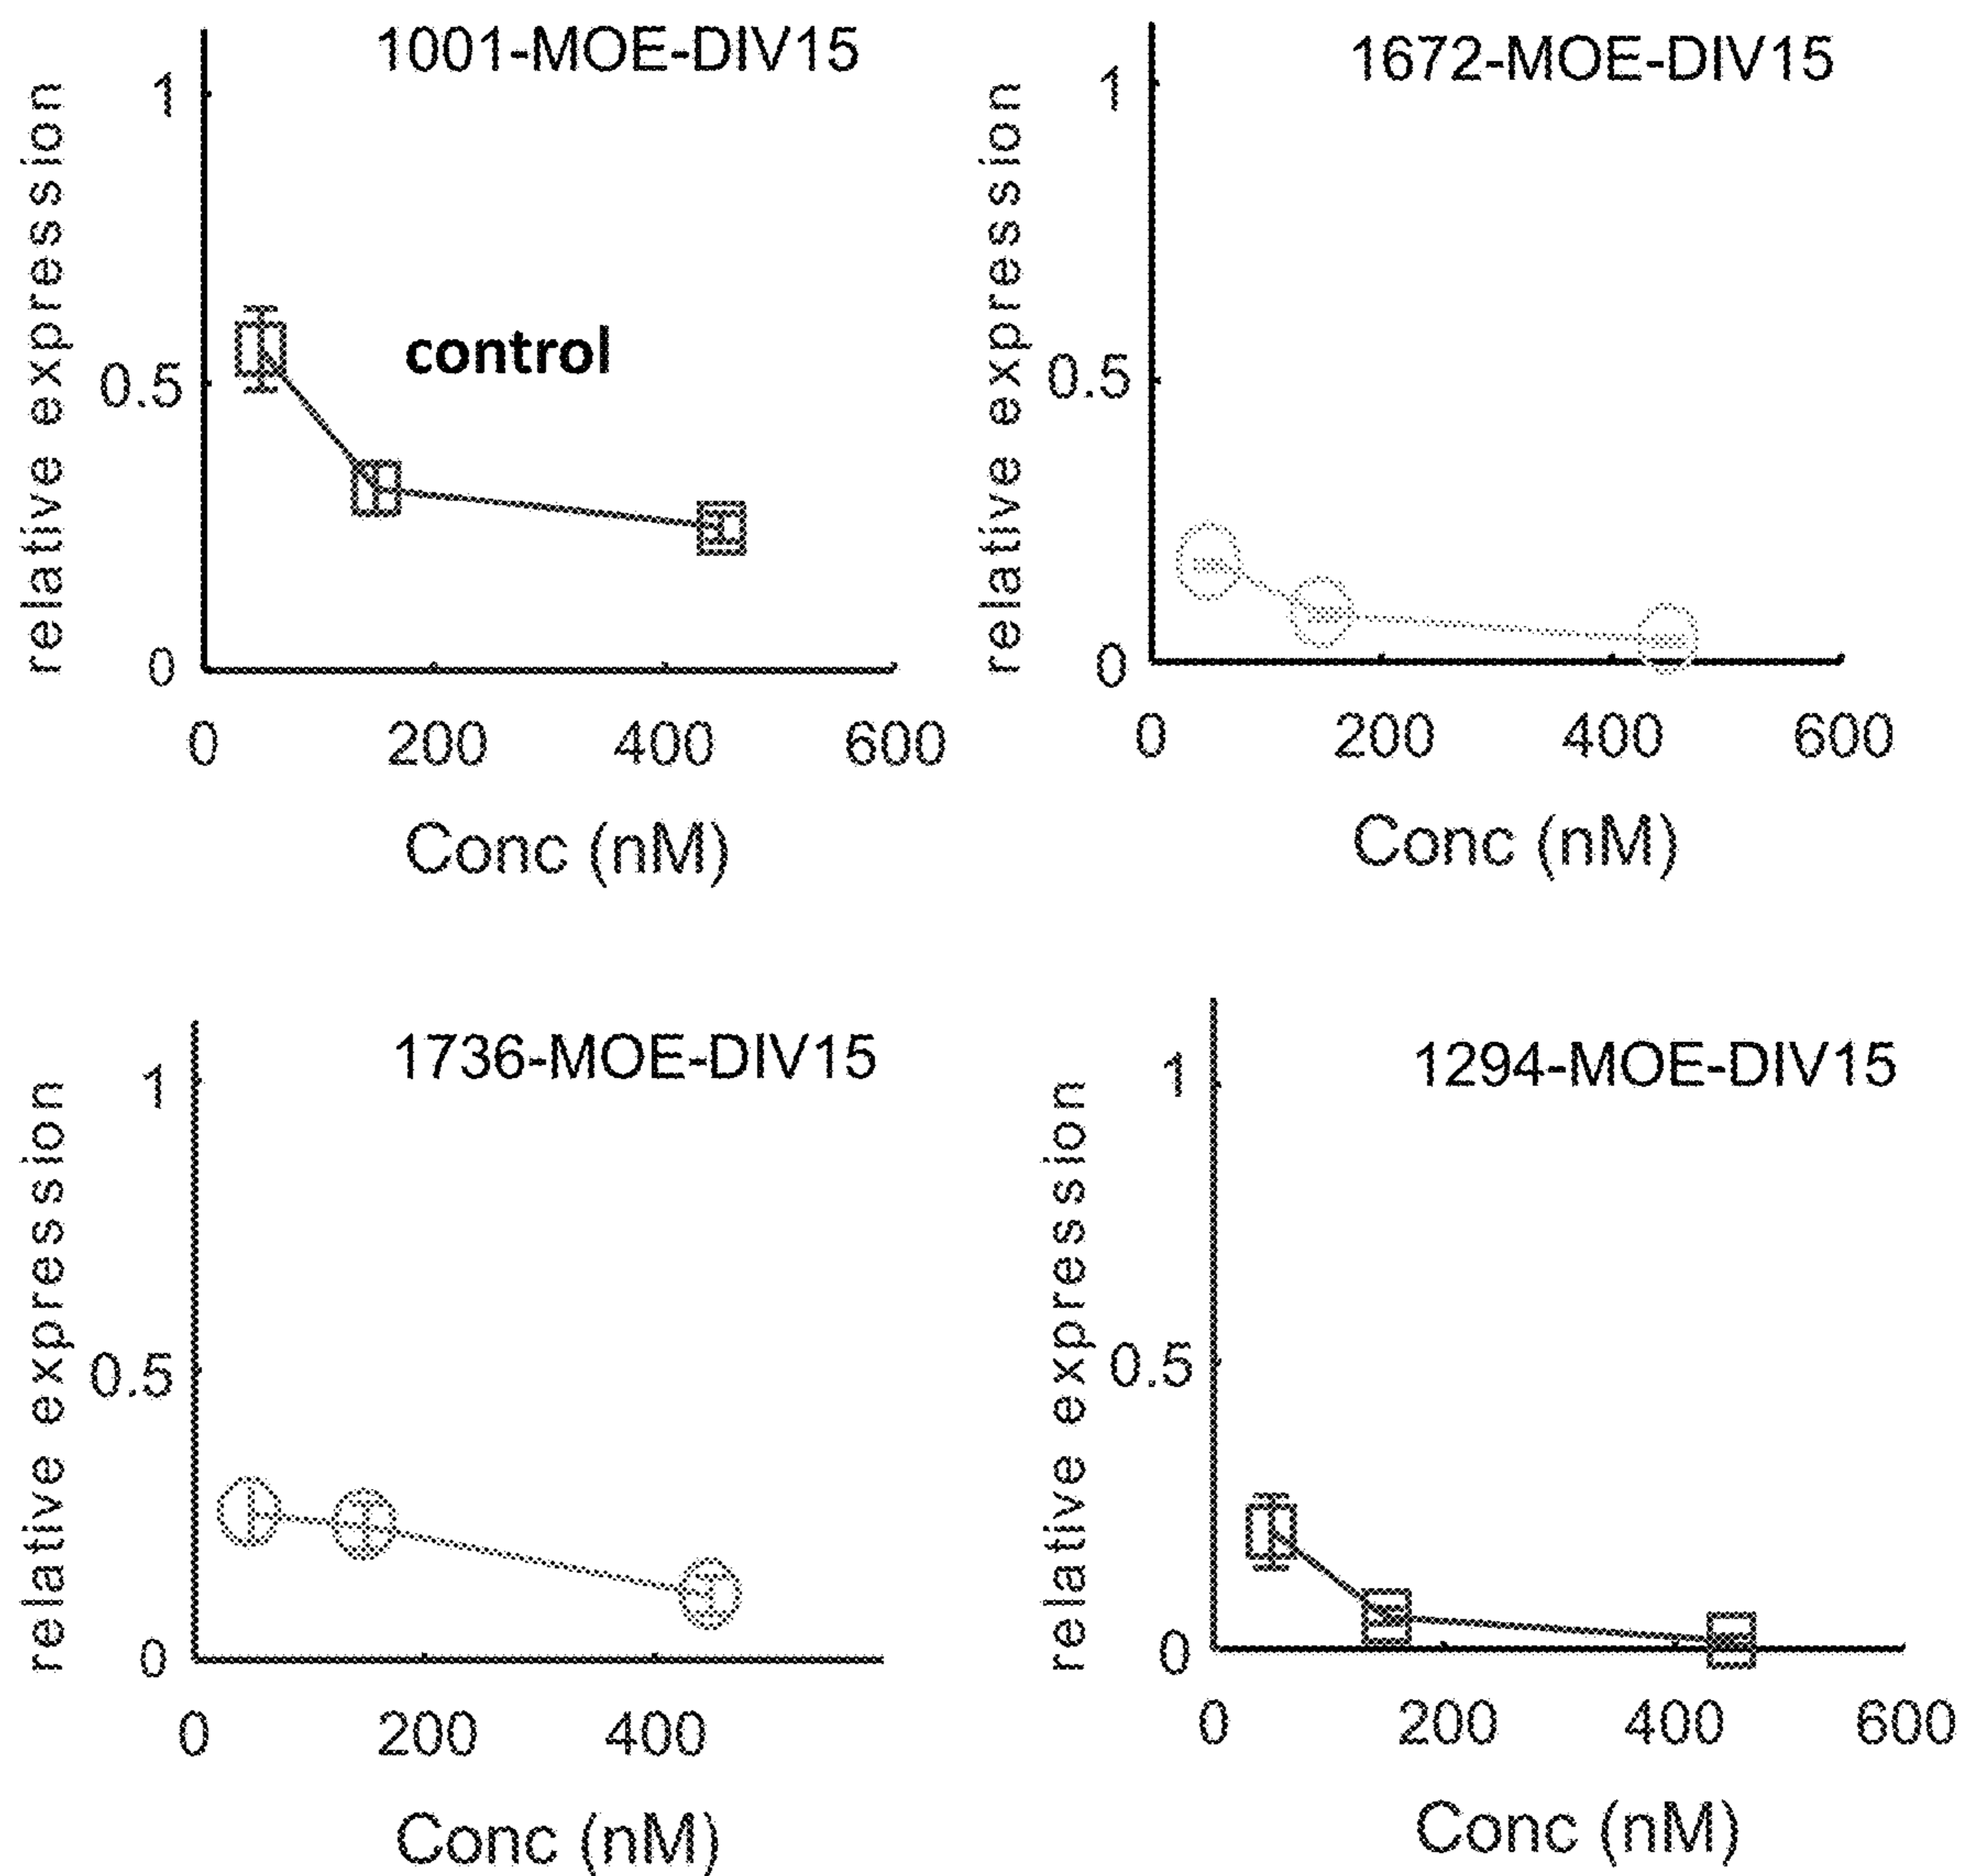 1001-MOE-DIV15
relative expression
1
control
0.5
0
0
200
400
600
Conc (nM)
1672-MOE-DIV15
relative expression
1
0.5
0
0
200
400
600
Conc (nM)
1736-MOE-DIV15
relative expression
1
0.5
0
0
200
400
Conc (nM)
1294-MOE-DIV15
relative expression
1
0.5
0
0
200
400
600
Conc (nM)